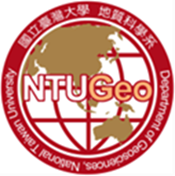 國立臺灣大學 地質科學系
NTUGeo
Department of Geosciences, National Taiwan University